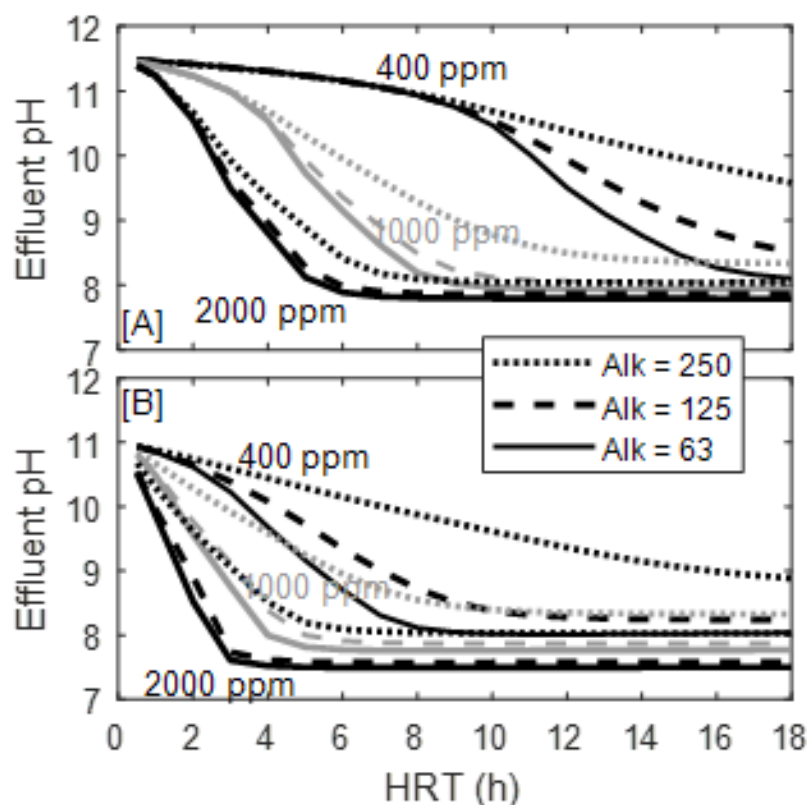 12
11
10
9
8
7
Effluent pH
400 ppm
1000 ppm
2000 ppm
[A]
Alk = 250
Alk = 125
Alk = 63
12
11
10
9
8
7
Effluent pH
[B]
400 ppm
1000 ppm
2000 ppm
0 2 4 6 8 10 12 14 16 18
HRT (h)